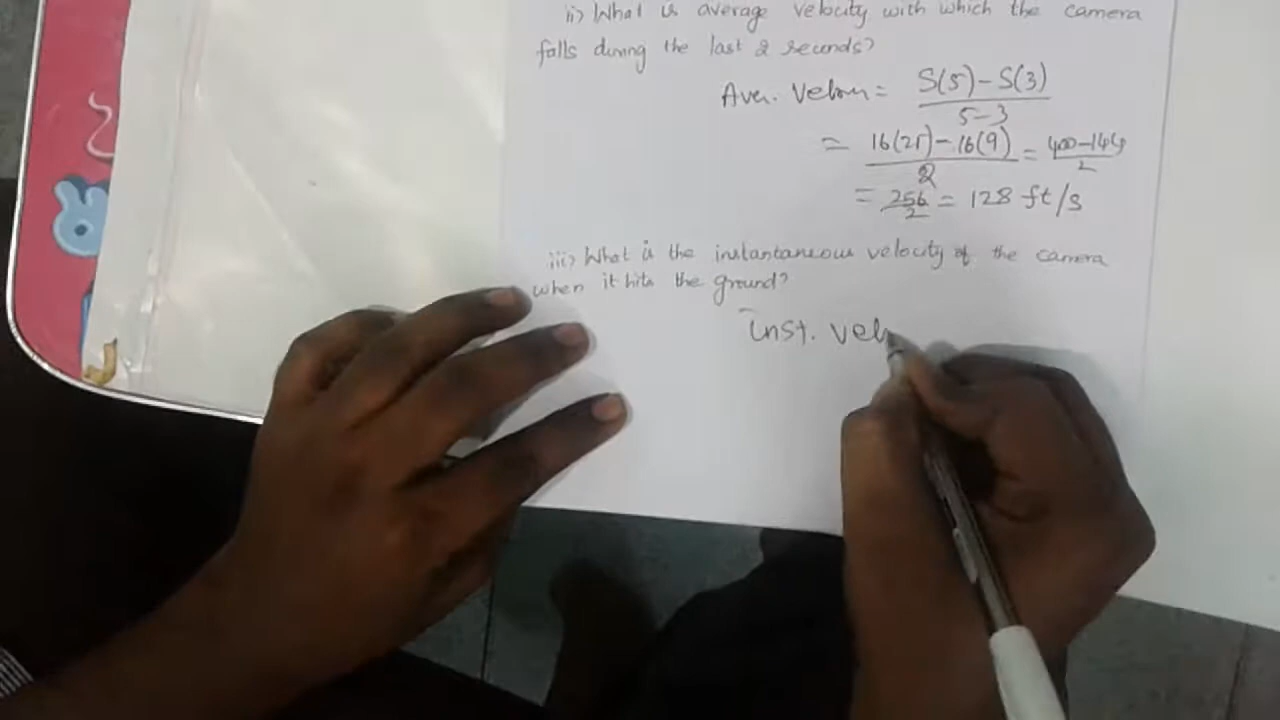 ii) What is average velocity with which the camera
falls during the last 2 seconds?
Aver. Velocity = S(5) - S(3) / 5-3
= 16(25) - 16(9) / 2 = 400-144 / 2
= 256/2 = 128 ft/s
iii) What is the instantaneous velocity of the camera
when it hits the ground?
inst. vel